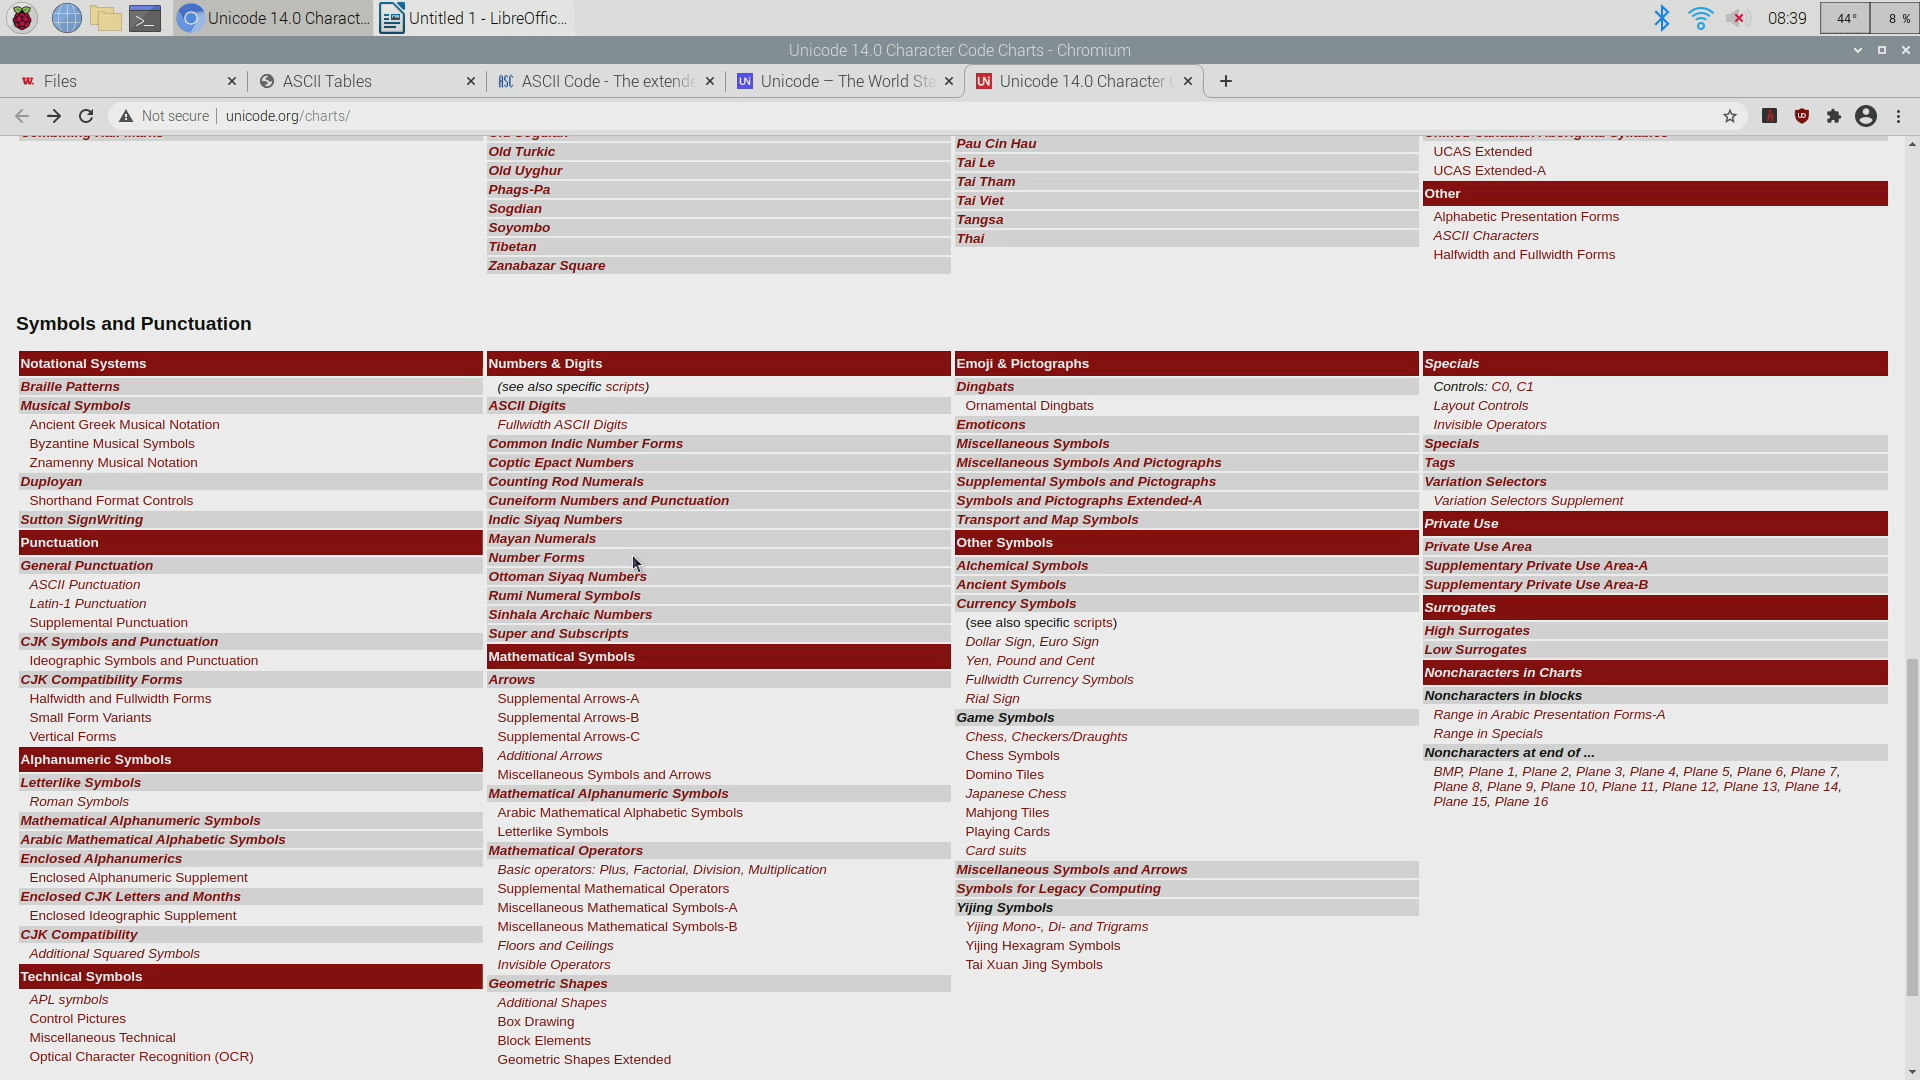 Unicode 14.0 Charact...
Untitled 1 - LibreOffic...
08:39
44°
8 %
Unicode 14.0 Character Code Charts - Chromium
Files
ASCII Tables
ASCII Code - The extende
Unicode – The World Sta
Unicode 14.0 Character C
Not secure
unicode.org/charts/
Old Turkic
Old Uyghur
Phags-Pa
Sogdian
Soyombo
Tibetan
Zanabazar Square
Pau Cin Hau
Tai Le
Tai Tham
Tai Viet
Tangsa
Thai
UCAS Extended
UCAS Extended-A
Other
Alphabetic Presentation Forms
ASCII Characters
Halfwidth and Fullwidth Forms
Symbols and Punctuation
Notational Systems
Braille Patterns
Musical Symbols
Ancient Greek Musical Notation
Byzantine Musical Symbols
Znamenny Musical Notation
Duployan
Shorthand Format Controls
Sutton SignWriting
Punctuation
General Punctuation
ASCII Punctuation
Latin-1 Punctuation
Supplemental Punctuation
CJK Symbols and Punctuation
Ideographic Symbols and Punctuation
CJK Compatibility Forms
Halfwidth and Fullwidth Forms
Small Form Variants
Vertical Forms
Alphanumeric Symbols
Letterlike Symbols
Roman Symbols
Mathematical Alphanumeric Symbols
Arabic Mathematical Alphabetic Symbols
Enclosed Alphanumerics
Enclosed Alphanumeric Supplement
Enclosed CJK Letters and Months
Enclosed Ideographic Supplement
CJK Compatibility
Additional Squared Symbols
Technical Symbols
APL symbols
Control Pictures
Miscellaneous Technical
Optical Character Recognition (OCR)
Numbers & Digits
(see also specific scripts)
ASCII Digits
Fullwidth ASCII Digits
Common Indic Number Forms
Coptic Epact Numbers
Counting Rod Numerals
Cuneiform Numbers and Punctuation
Indic Siyaq Numbers
Mayan Numerals
Number Forms
Ottoman Siyaq Numbers
Rumi Numeral Symbols
Sinhala Archaic Numbers
Super and Subscripts
Mathematical Symbols
Arrows
Supplemental Arrows-A
Supplemental Arrows-B
Supplemental Arrows-C
Additional Arrows
Miscellaneous Symbols and Arrows
Mathematical Alphanumeric Symbols
Arabic Mathematical Alphabetic Symbols
Letterlike Symbols
Mathematical Operators
Basic operators: Plus, Factorial, Division, Multiplication
Supplemental Mathematical Operators
Miscellaneous Mathematical Symbols-A
Miscellaneous Mathematical Symbols-B
Floors and Ceilings
Invisible Operators
Geometric Shapes
Additional Shapes
Box Drawing
Block Elements
Geometric Shapes Extended
Emoji & Pictographs
Dingbats
Ornamental Dingbats
Emoticons
Miscellaneous Symbols
Miscellaneous Symbols And Pictographs
Supplemental Symbols and Pictographs
Symbols and Pictographs Extended-A
Transport and Map Symbols
Other Symbols
Alchemical Symbols
Ancient Symbols
Currency Symbols
(see also specific scripts)
Dollar Sign, Euro Sign
Yen, Pound and Cent
Fullwidth Currency Symbols
Rial Sign
Game Symbols
Chess, Checkers/Draughts
Chess Symbols
Domino Tiles
Japanese Chess
Mahjong Tiles
Playing Cards
Card suits
Miscellaneous Symbols and Arrows
Symbols for Legacy Computing
Yijing Symbols
Yijing Mono-, Di- and Trigrams
Yijing Hexagram Symbols
Tai Xuan Jing Symbols
Specials
Controls: C0, C1
Layout Controls
Invisible Operators
Specials
Tags
Variation Selectors
Variation Selectors Supplement
Private Use
Private Use Area
Supplementary Private Use Area-A
Supplementary Private Use Area-B
Surrogates
High Surrogates
Low Surrogates
Noncharacters in Charts
Noncharacters in blocks
Range in Arabic Presentation Forms-A
Range in Specials
Noncharacters at end of ...
BMP, Plane 1, Plane 2, Plane 3, Plane 4, Plane 5, Plane 6, Plane 7,
Plane 8, Plane 9, Plane 10, Plane 11, Plane 12, Plane 13, Plane 14,
Plane 15, Plane 16